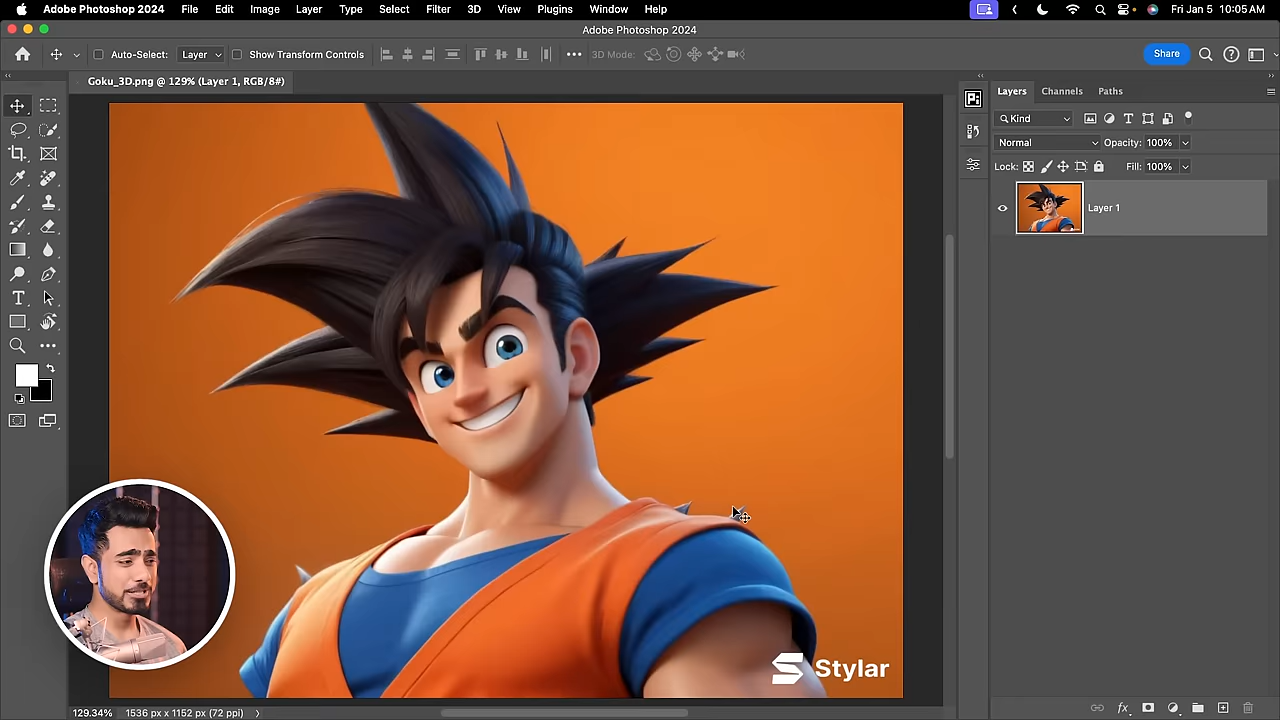 Adobe Photoshop 2024 File Edit Image Layer Type Select Filter 3D View Plugins Window Help Fri Jan 5 10:05 AM
Adobe Photoshop 2024
Auto-Select: Layer Show Transform Controls 3D Mode: Share
Goku_3D.png @ 129% (Layer 1, RGB/8#)
Layers Channels Paths
Kind
Normal Opacity: 100%
Lock: Fill: 100%
Layer 1
Stylar
129.34% 1536 px x 1152 px (72 ppi)